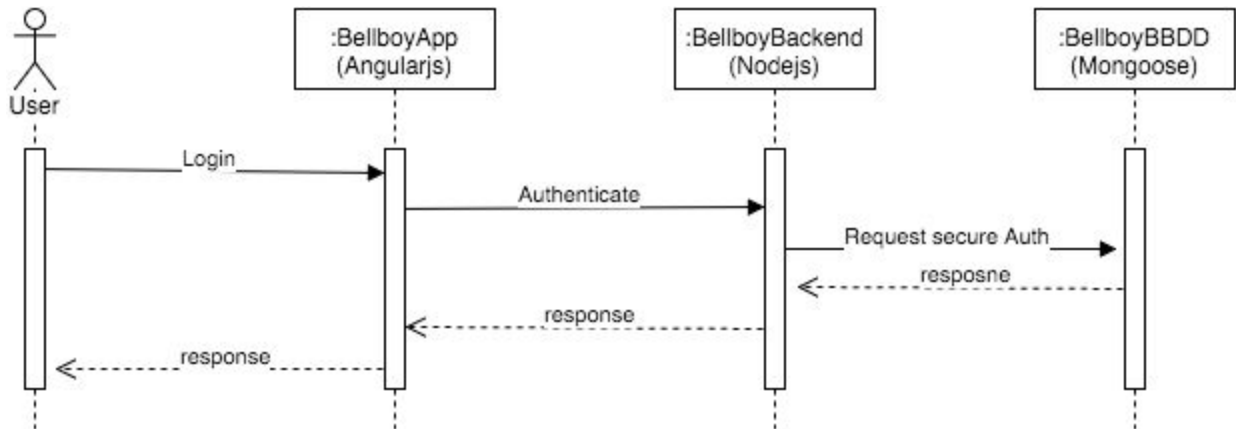 :BellboyApp
(Angularjs)
:BellboyBackend
(Nodejs)
:BellboyBBDD
(Mongoose)
User
Login
Authenticate
Request secure Auth
resposne
response
response